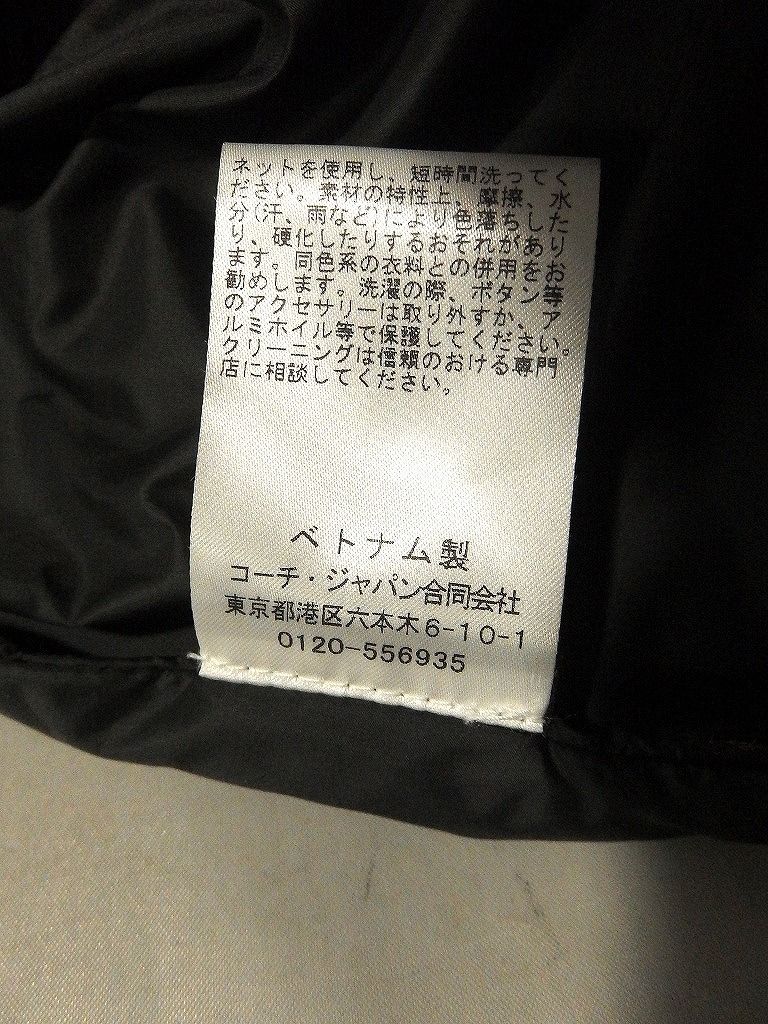 ネットを使用し、短時間洗ってく
ださい。素材の特性上、摩擦、水
分(汗、雨など)により色落ちした
り、硬化したりするおそれがあり
ます。同色系の衣料との併用をお
勧めします。洗濯の際、ボタン等
のアクセサリーは取り外すか、ア
ルミホイル等で保護してください。
クリーニングは信頼のおける専門
店に相談してください。
ベトナム製
コーチ・ジャパン合同会社
東京都港区六本木6-10-1
0120-556935